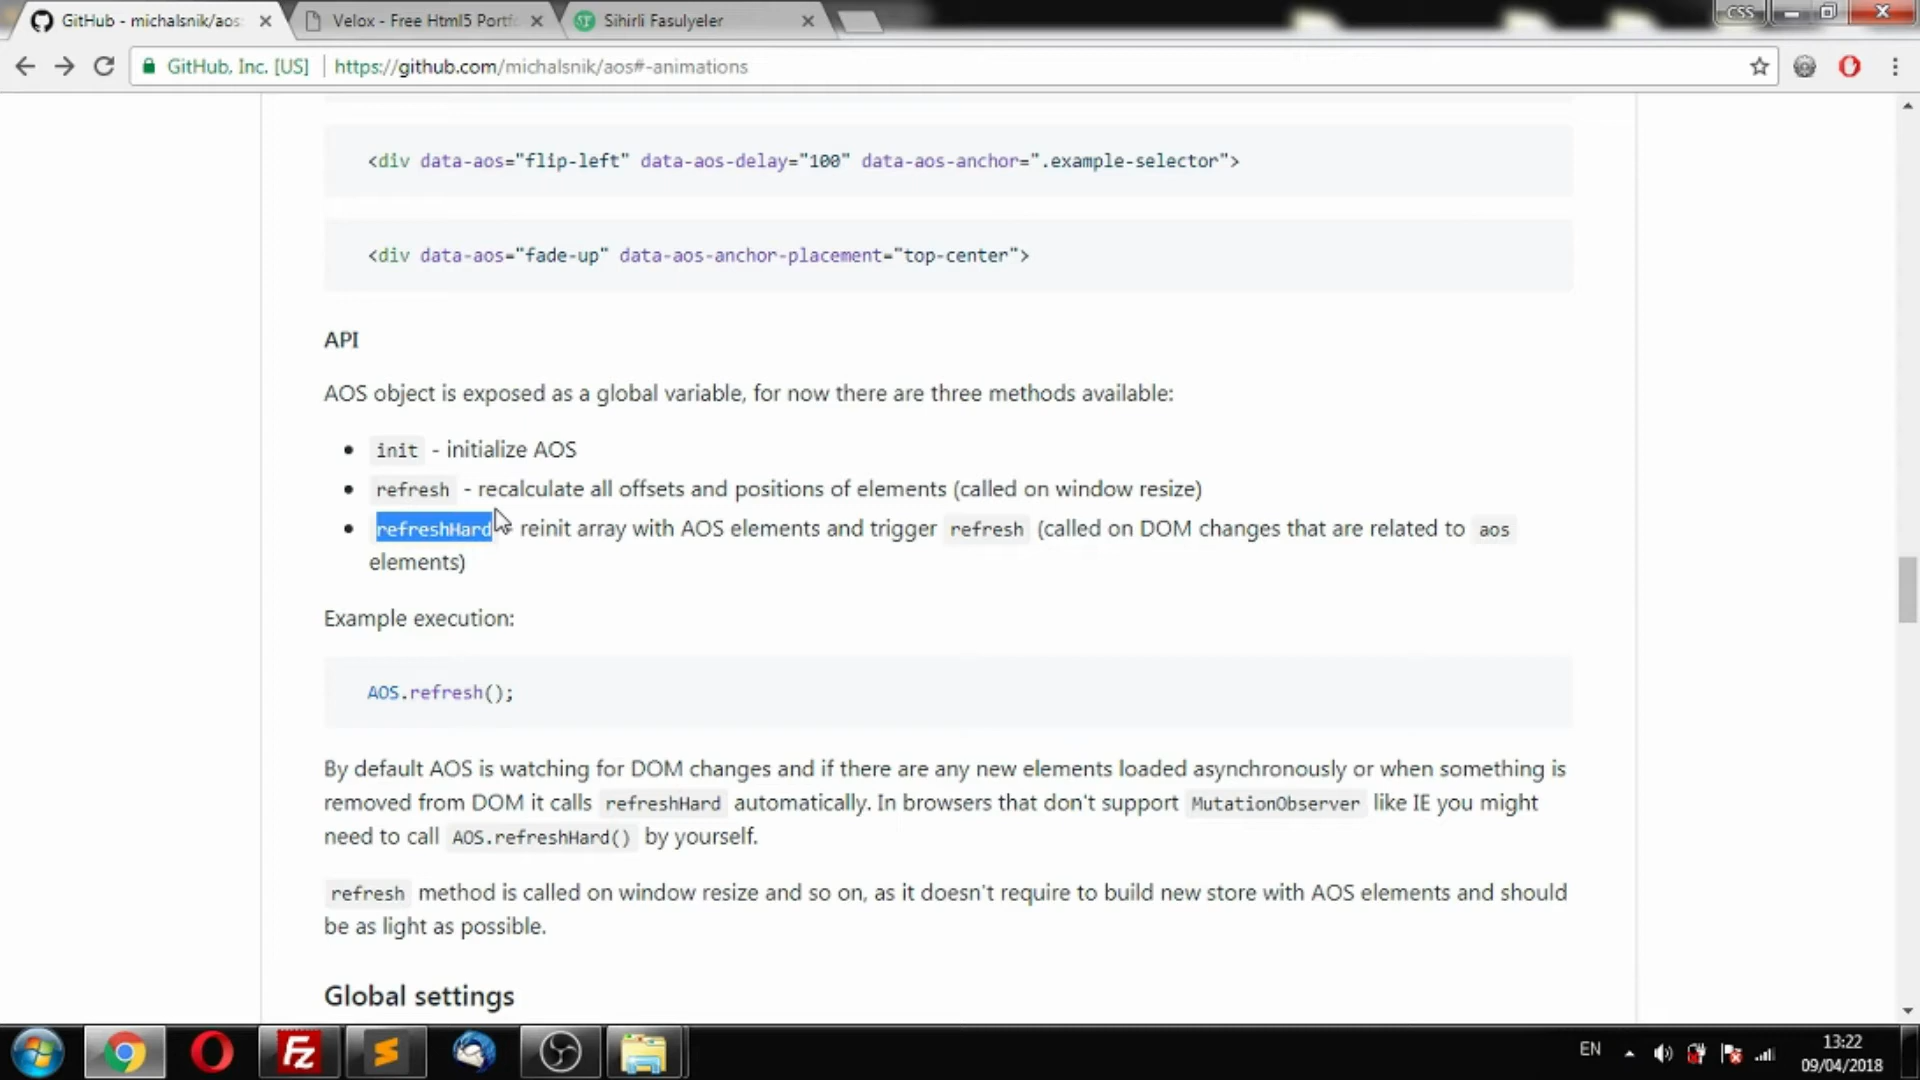 GitHub - michalsnik/aos:
Velox - Free Html5 Portf
Sihirli Fasulyeler
CSS
GitHub, Inc. [US] https://github.com/michalsnik/aos#-animations
<div data-aos="flip-left" data-aos-delay="100" data-aos-anchor=".example-selector">
<div data-aos="fade-up" data-aos-anchor-placement="top-center">
API
AOS object is exposed as a global variable, for now there are three methods available:
init - initialize AOS
refresh - recalculate all offsets and positions of elements (called on window resize)
refreshHard - reinit array with AOS elements and trigger refresh (called on DOM changes that are related to aos
elements)
Example execution:
AOS.refresh();
By default AOS is watching for DOM changes and if there are any new elements loaded asynchronously or when something is
removed from DOM it calls refreshHard automatically. In browsers that don't support MutationObserver like IE you might
need to call AOS.refreshHard() by yourself.
refresh method is called on window resize and so on, as it doesn't require to build new store with AOS elements and should
be as light as possible.
Global settings
EN
13:22
09/04/2018